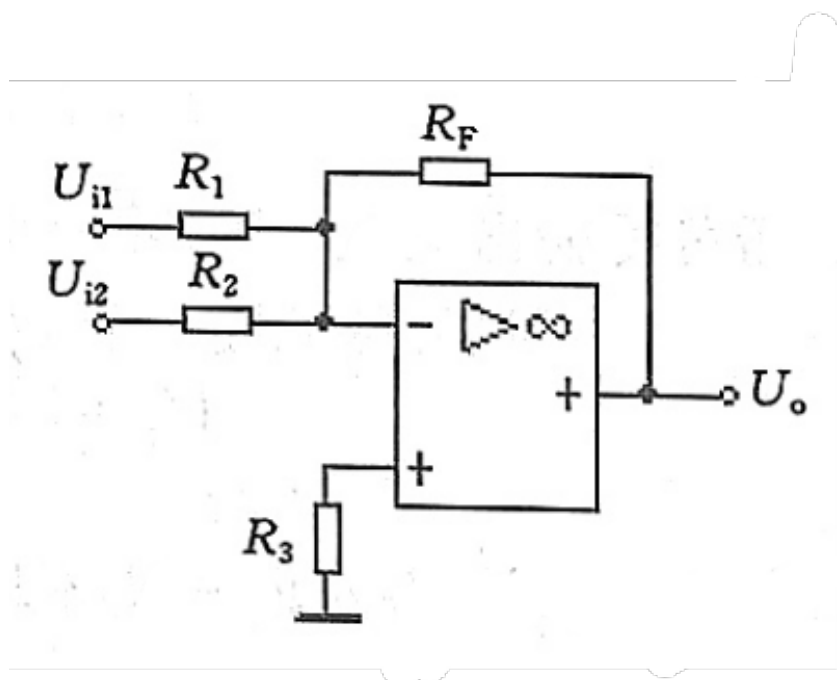 R_F
U_i1 R_1
U_i2 R_2
− ▷ ∞
+ U_o
+
R_3